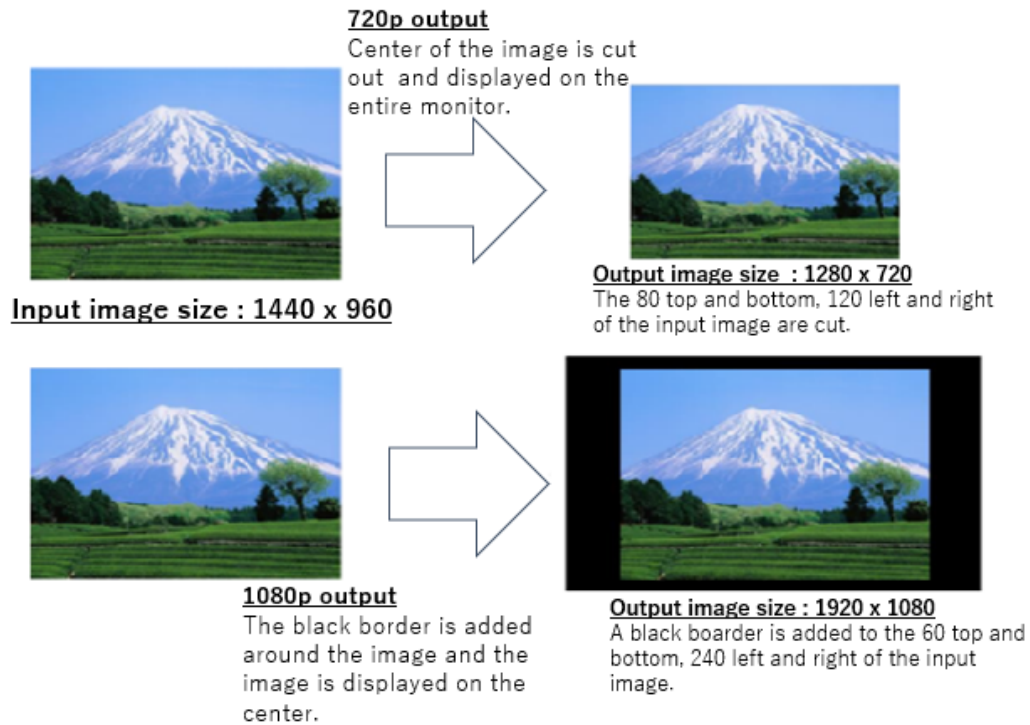 720p output
Center of the image is cut
out and displayed on the
entire monitor.
Input image size : 1440 x 960
Output image size : 1280 x 720
The 80 top and bottom, 120 left and right
of the input image are cut.
1080p output
The black border is added
around the image and the
image is displayed on the
center.
Output image size : 1920 x 1080
A black boarder is added to the 60 top and
bottom, 240 left and right of the input
image.